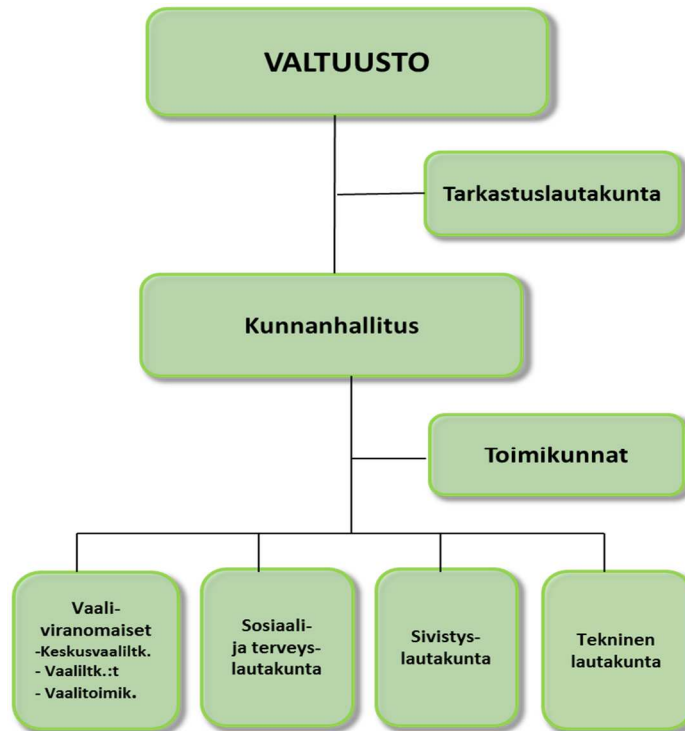 VALTUUSTO
Tarkastuslautakunta
Kunnanhallitus
Toimikunnat
Vaali-
viranomaiset
-Keskusvaaliltk.
- Vaaliltk.:t
- Vaalitoimik.
Sosiaali-
ja terveys-
lautakunta
Sivistys-
lautakunta
Tekninen
lautakunta